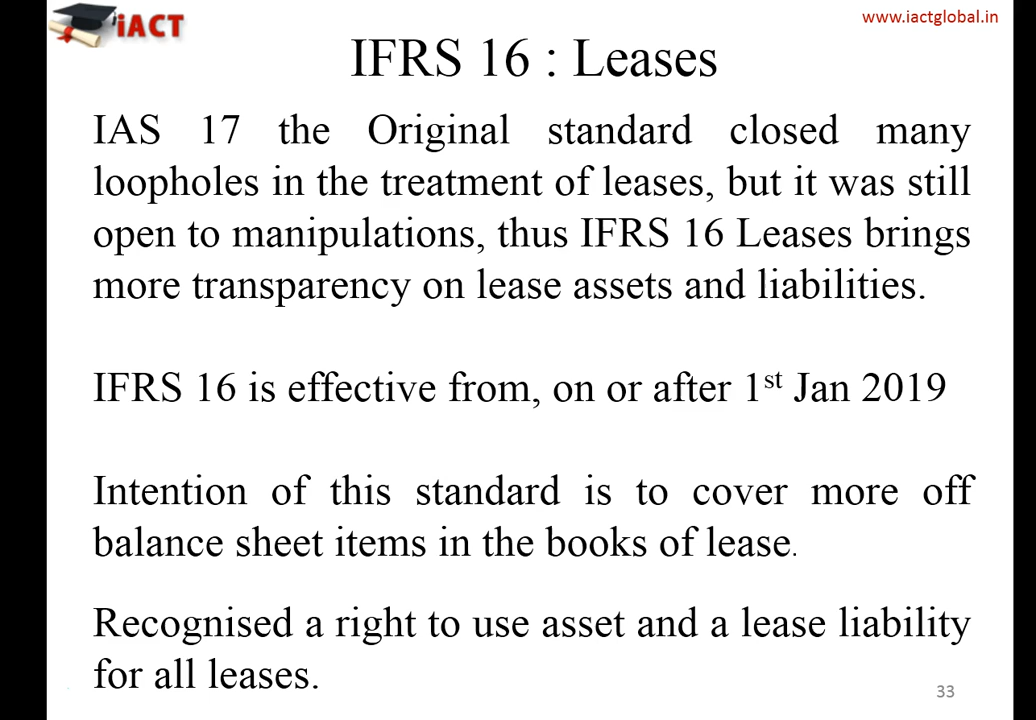 iACT
www.iactglobal.in
IFRS 16 : Leases
IAS 17 the Original standard closed many
loopholes in the treatment of leases, but it was still
open to manipulations, thus IFRS 16 Leases brings
more transparency on lease assets and liabilities.
IFRS 16 is effective from, on or after 1st Jan 2019
Intention of this standard is to cover more off
balance sheet items in the books of lease.
Recognised a right to use asset and a lease liability
for all leases.
33